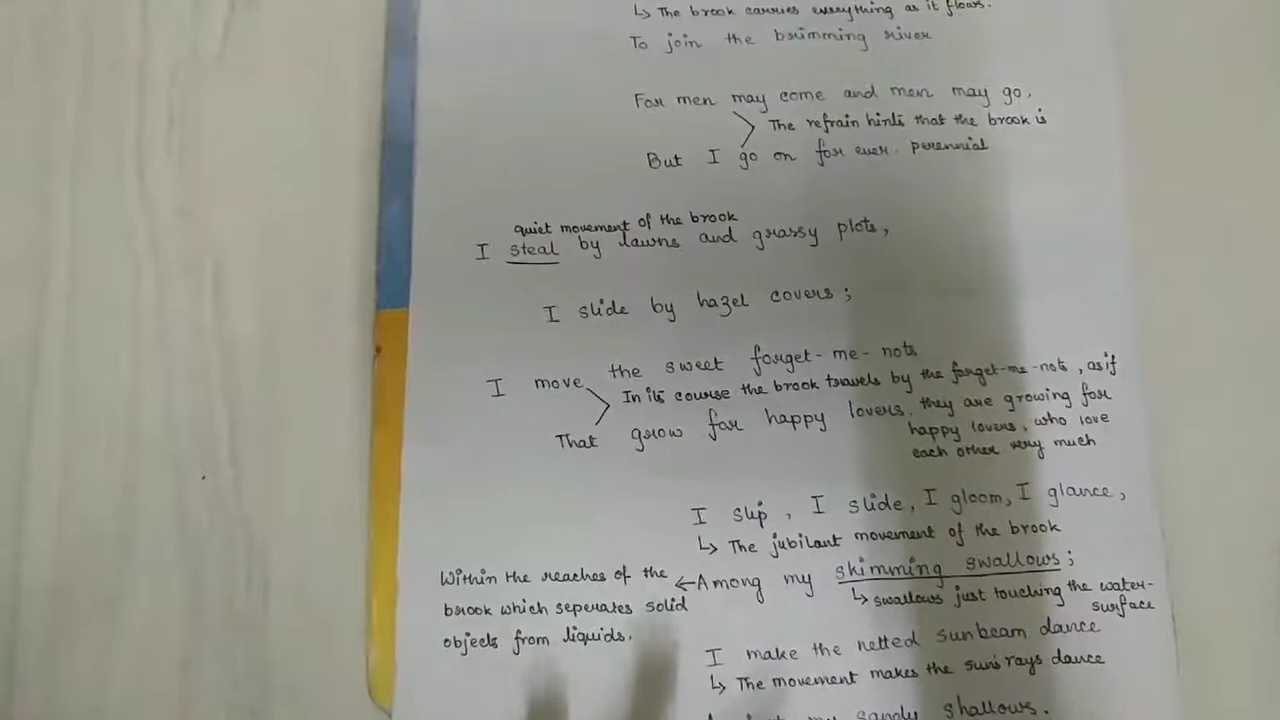 ↳ The brook carries everything as it flows.
To join the brimming river
For men may come and men may go,
The refrain hints that the brook is
But I go on for ever. perennial
quiet movement of the brook
I steal by lawns and grassy plots,
I slide by hazel covers;
I move the sweet forget-me-nots
In its course the brook travels by the forget-me-nots, as if
That grow for happy lovers. they are growing for
happy lovers, who love
each other very much
I slip, I slide, I gloom, I glance,
↳ The jubilant movement of the brook
Among my skimming swallows;
↳ swallows just touching the water-
surface
Within the reaches of the
brook which seperates solid
objects from liquids.
I make the netted sunbeam dance
↳ The movement makes the sun's rays dance
my sandy shallows.